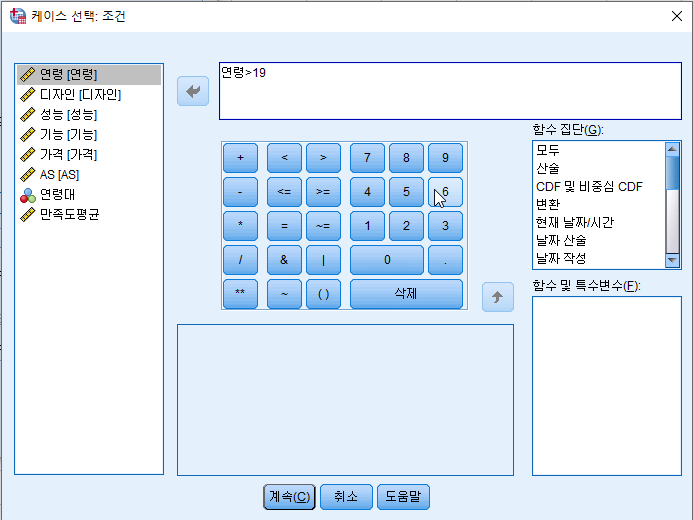 케이스 선택: 조건
연령 [연령]
디자인 [디자인]
성능 [성능]
기능 [기능]
가격 [가격]
AS [AS]
연령대
만족도평균
연령>19
+ < > 7 8 9
- <= >= 4 5 6
* = ~= 1 2 3
/ & | 0 .
** ~ ( ) 삭제
함수 집단(G):
모두
산술
CDF 및 비중심 CDF
변환
현재 날짜/시간
날짜 산술
날짜 작성
함수 및 특수변수(F):
계속(C) 취소 도움말